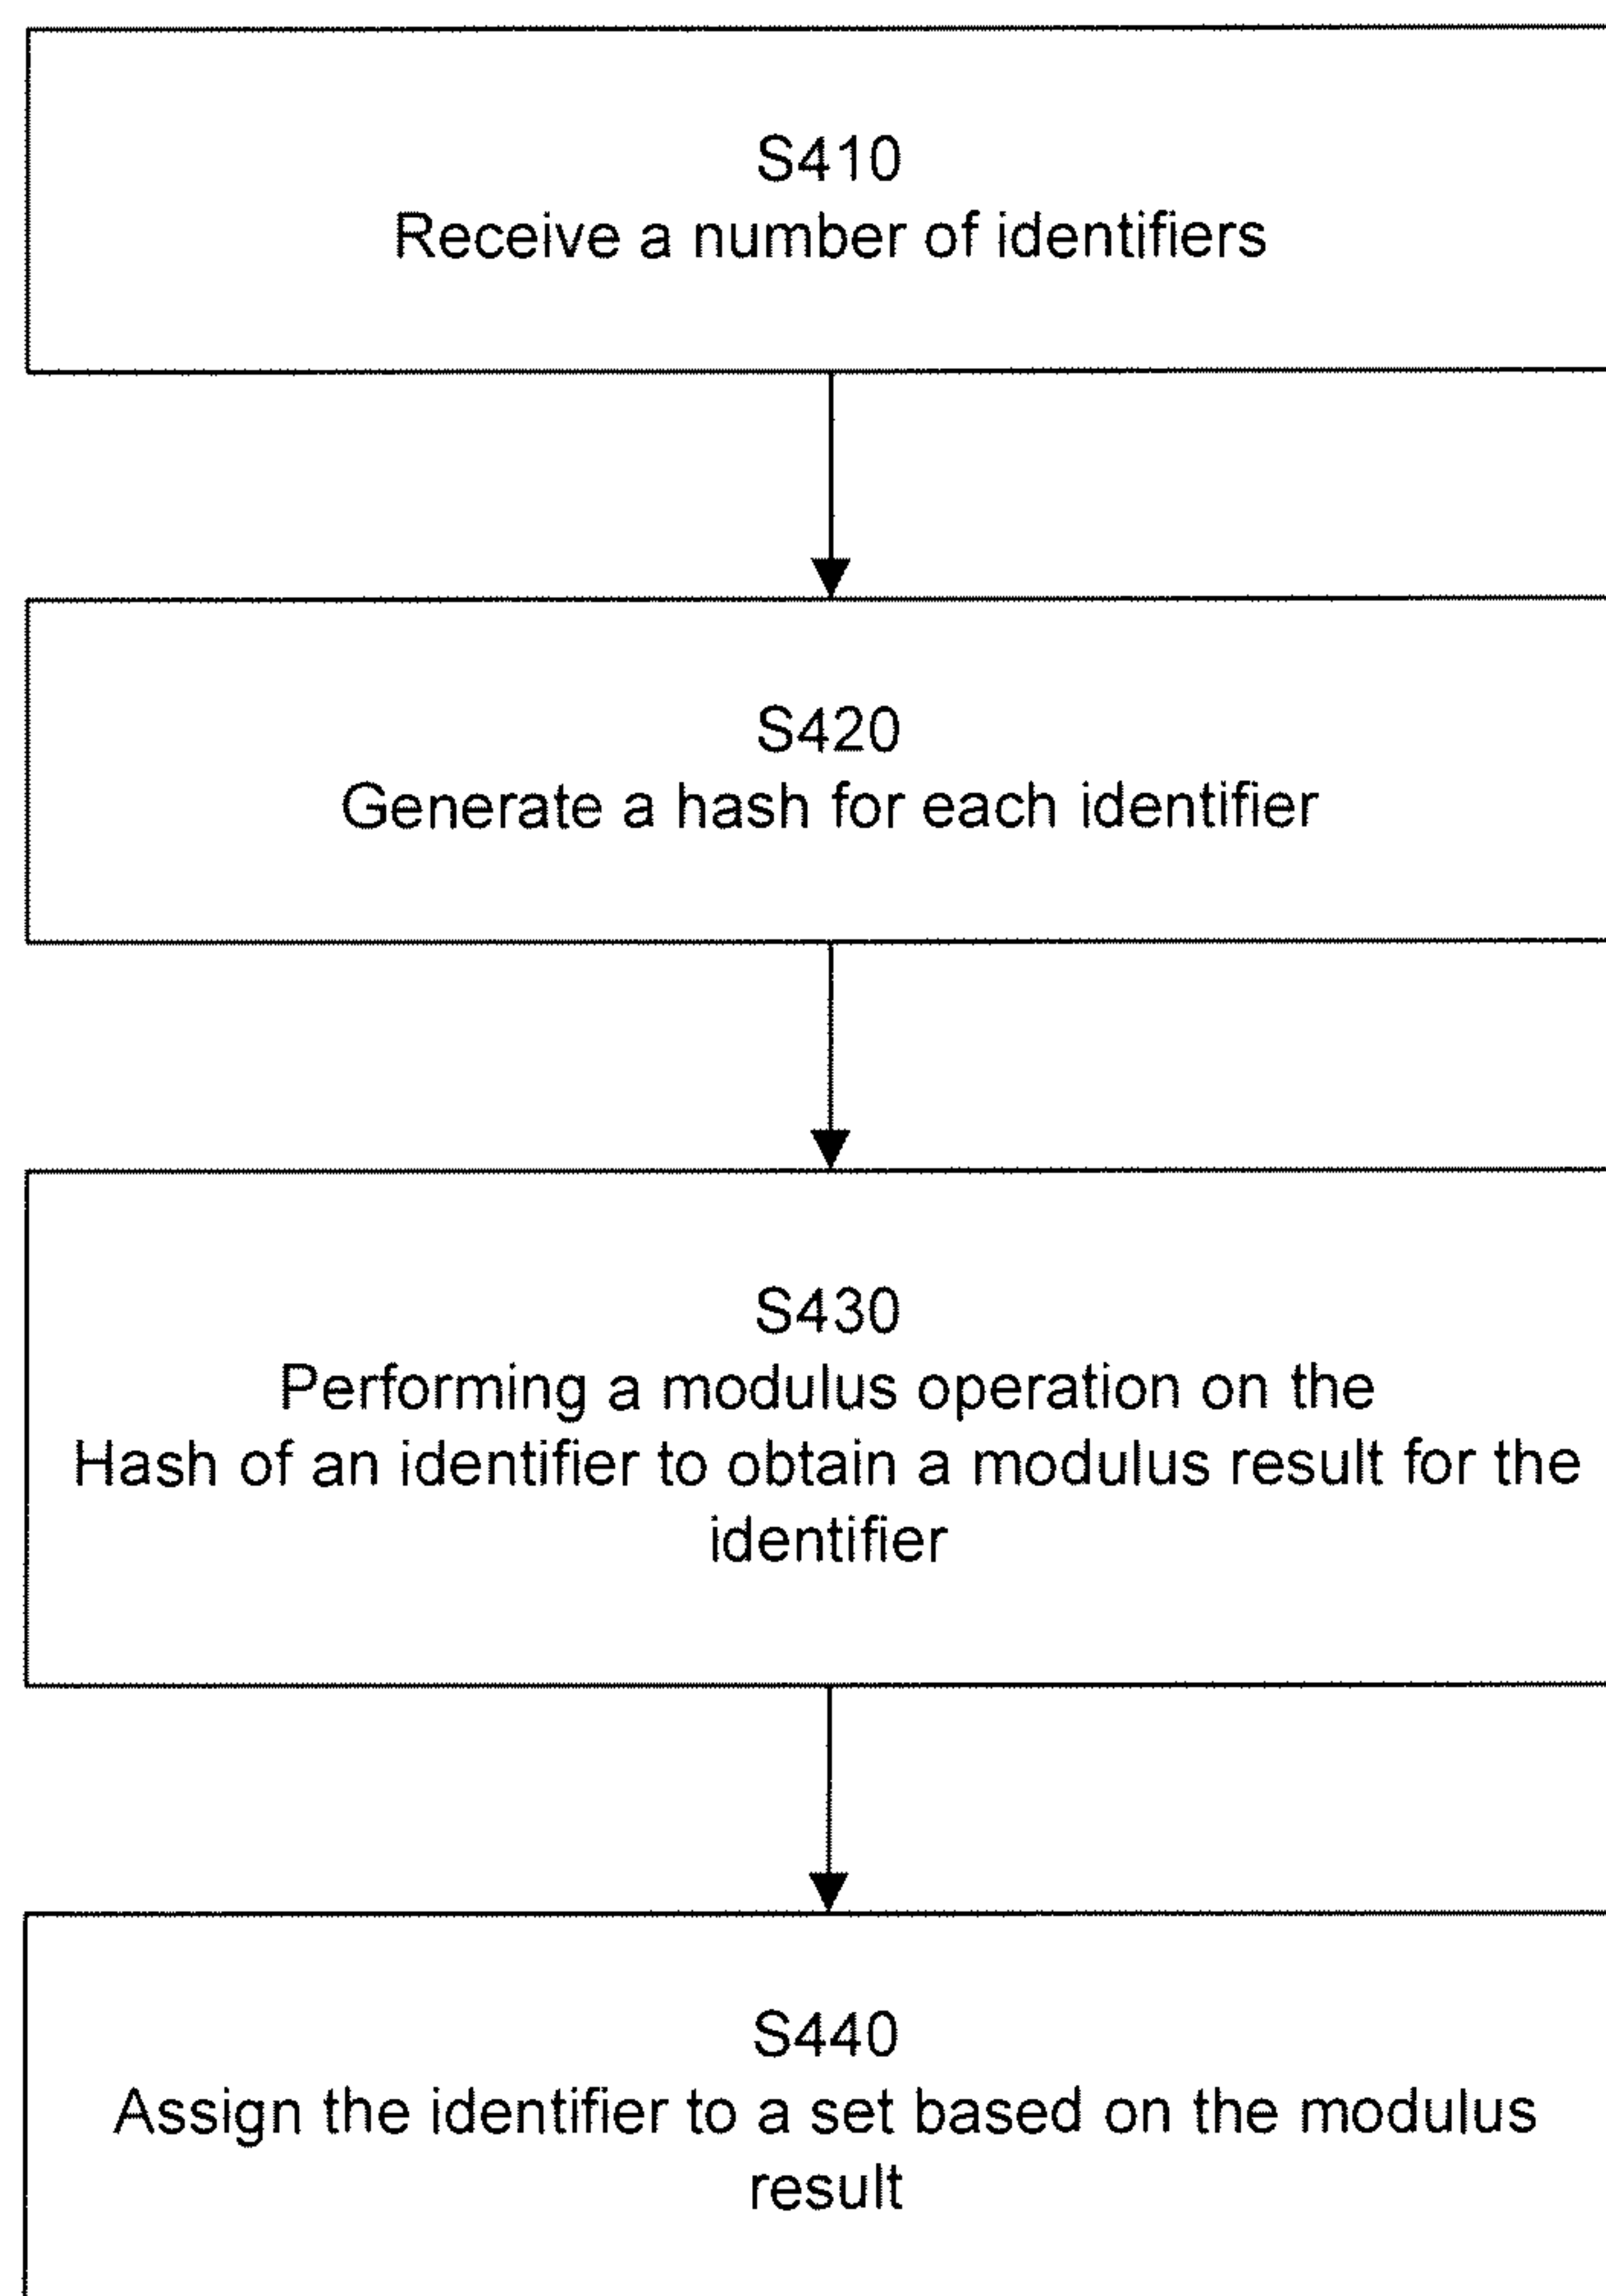 S410
Receive a number of identifiers
S420
Generate a hash for each identifier
S430
Performing a modulus operation on the
Hash of an identifier to obtain a modulus result for the
identifier
S440
Assign the identifier to a set based on the modulus
result